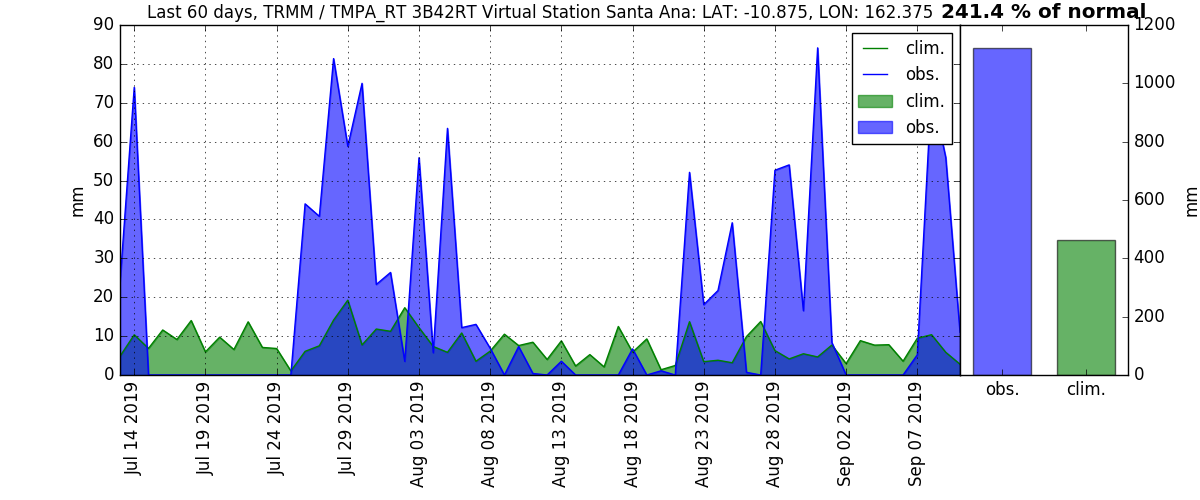 Last 60 days, TRMM / TMPA_RT 3B42RT Virtual Station Santa Ana: LAT: -10.875, LON: 162.375 241.4 % of normal
90
80
70
60
50
40
30
20
10
0
mm
Jul 14 2019
Jul 19 2019
Jul 24 2019
Jul 29 2019
Aug 03 2019
Aug 08 2019
Aug 13 2019
Aug 18 2019
Aug 23 2019
Aug 28 2019
Sep 02 2019
Sep 07 2019
clim.
obs.
clim.
obs.
1200
1000
800
600
400
200
0
mm
obs.
clim.